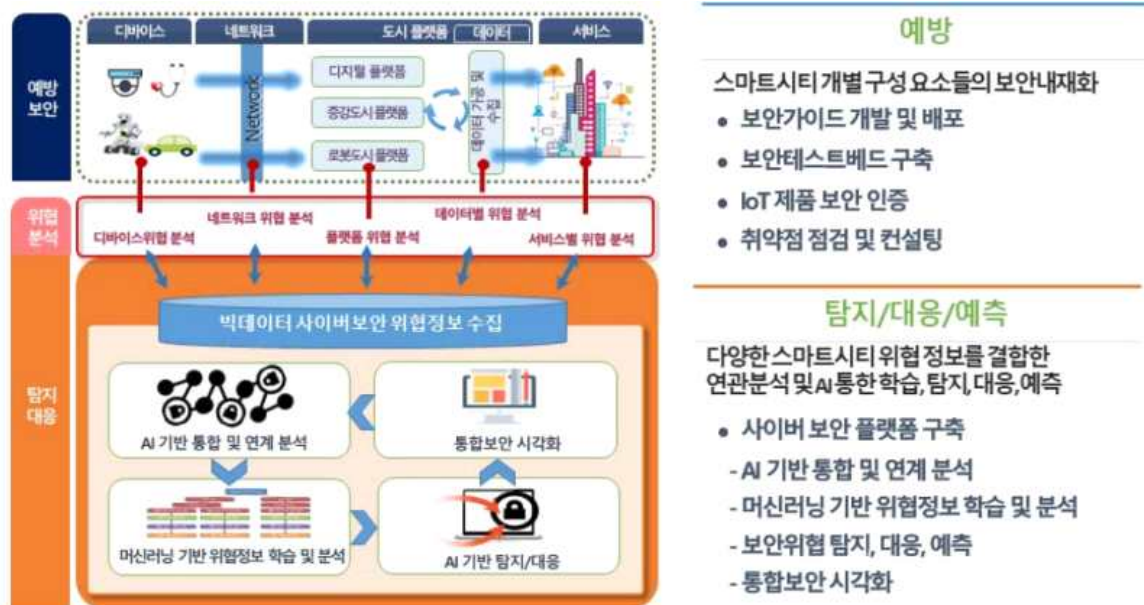 디바이스
네트워크
도시 플랫폼
데이터
서비스
예방
보안
Network
디지털 플랫폼
증강도시 플랫폼
로봇도시 플랫폼
데이터 가공 및
수집
위협
분석
디바이스위협 분석
네트워크 위협 분석
플랫폼 위협 분석
데이터별 위협 분석
서비스별 위협 분석
탐지
대응
빅데이터 사이버보안 위협정보 수집
AI 기반 통합 및 연계 분석
통합보안 시각화
머신러닝 기반 위협정보 학습 및 분석
AI 기반 탐지/대응
예방
스마트시티 개별 구성 요소들의 보안내재화
• 보안가이드 개발 및 배포
• 보안테스트베드 구축
• IoT 제품 보안 인증
• 취약점 점검 및 컨설팅
탐지/대응/예측
다양한 스마트시티 위협 정보를 결합한
연관분석 및 AI 통한 학습, 탐지, 대응, 예측
• 사이버 보안 플랫폼 구축
- AI 기반 통합 및 연계 분석
- 머신러닝 기반 위협정보 학습 및 분석
- 보안위협 탐지, 대응, 예측
- 통합보안 시각화